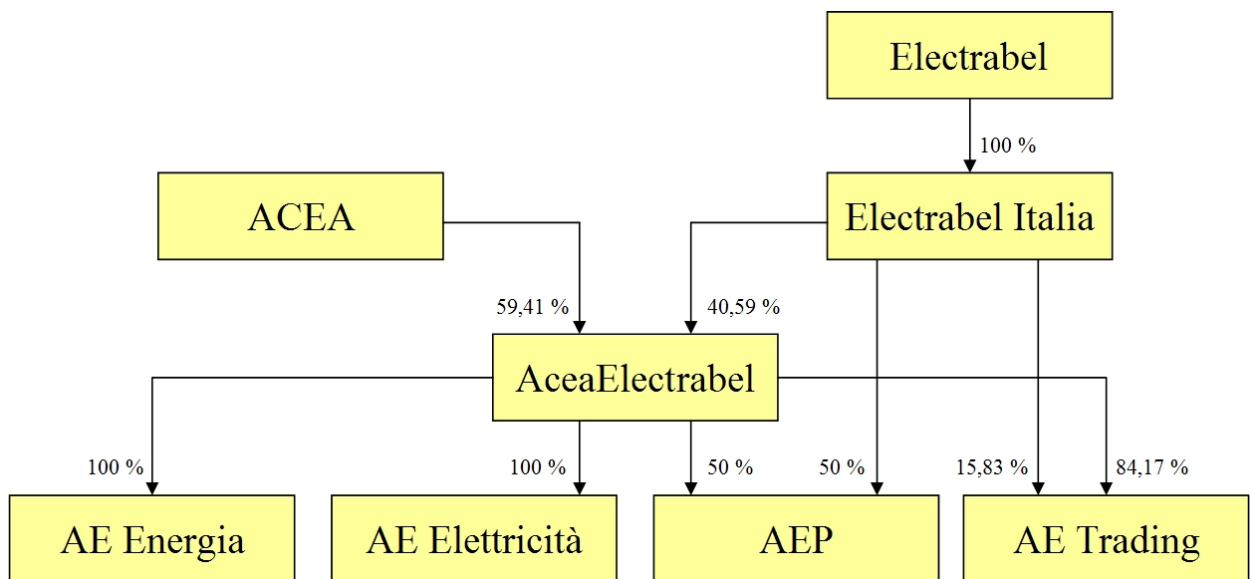 Electrabel
100 %
ACEA
Electrabel Italia
59,41 %
40,59 %
AceaElectrabel
100 %
100 %
50 %
50 %
15,83 %
84,17 %
AE Energia
AE Elettricità
AEP
AE Trading